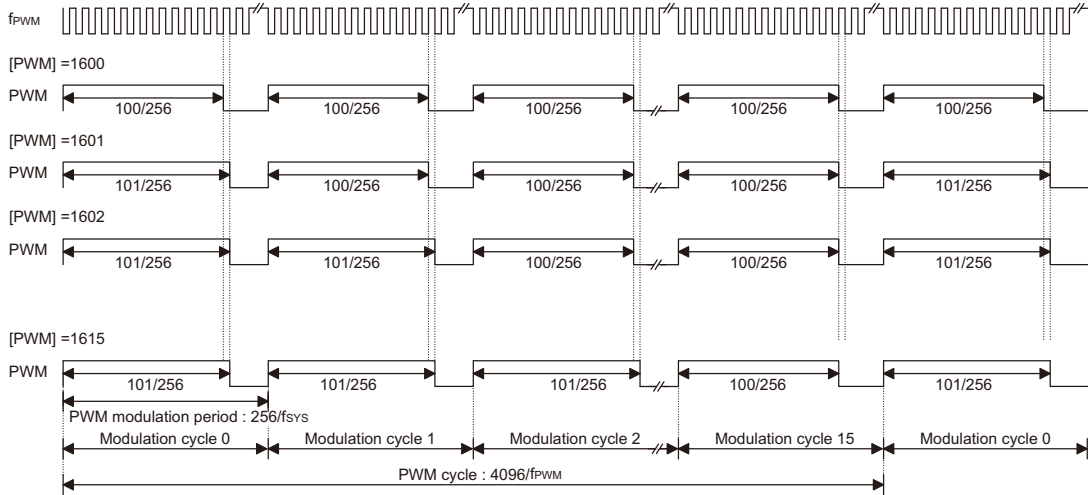 fPWM
[PWM] =1600
PWM
100/256 100/256 100/256 100/256 100/256
[PWM] =1601
PWM
101/256 100/256 100/256 100/256 101/256
[PWM] =1602
PWM
101/256 101/256 100/256 100/256 101/256
[PWM] =1615
PWM
101/256 101/256 101/256 100/256 101/256
PWM modulation period : 256/fSYS
Modulation cycle 0 Modulation cycle 1 Modulation cycle 2 Modulation cycle 15 Modulation cycle 0
PWM cycle : 4096/fPWM